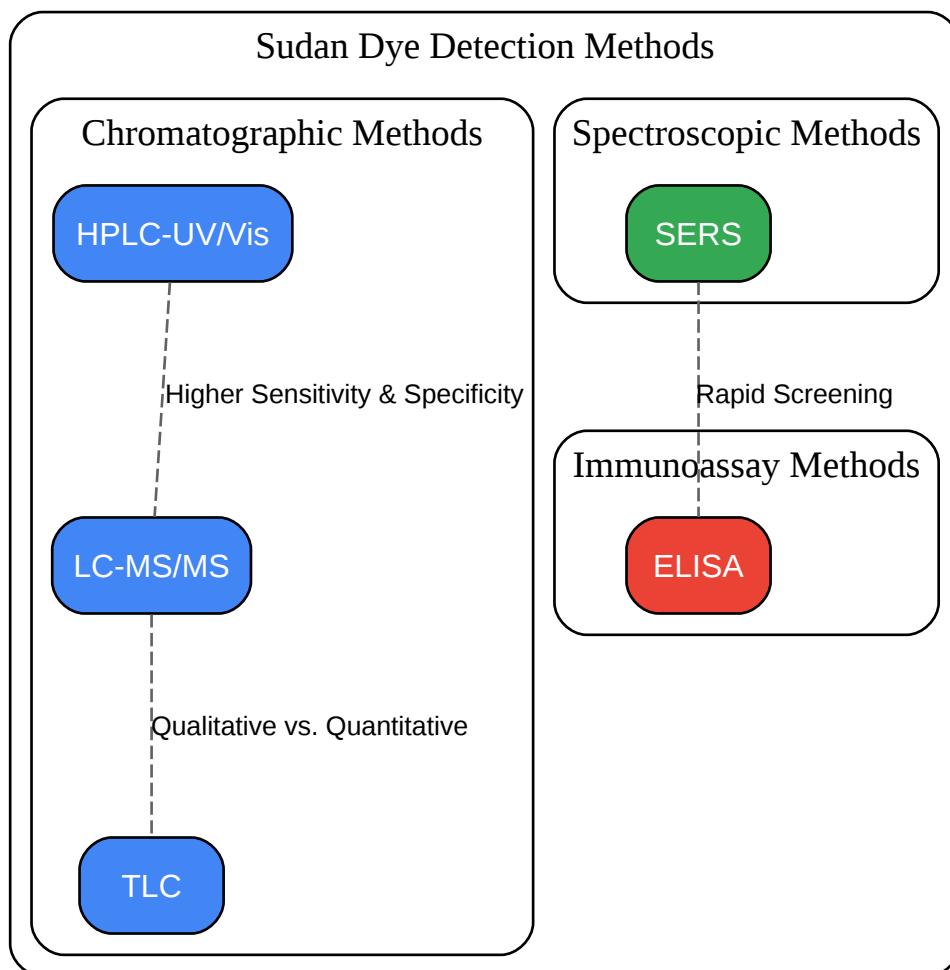 Sudan Dye Detection Methods
Chromatographic Methods
HPLC-UV/Vis
Higher Sensitivity & Specificity
LC-MS/MS
Qualitative vs. Quantitative
TLC
Spectroscopic Methods
SERS
Rapid Screening
Immunoassay Methods
ELISA